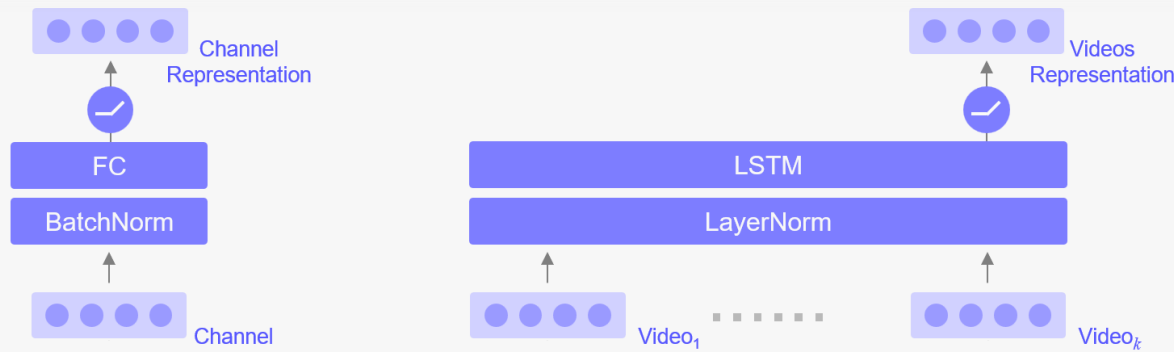 Channel
Representation
Videos
Representation
FC
LSTM
BatchNorm
LayerNorm
Channel
Video₁
Videoₖ